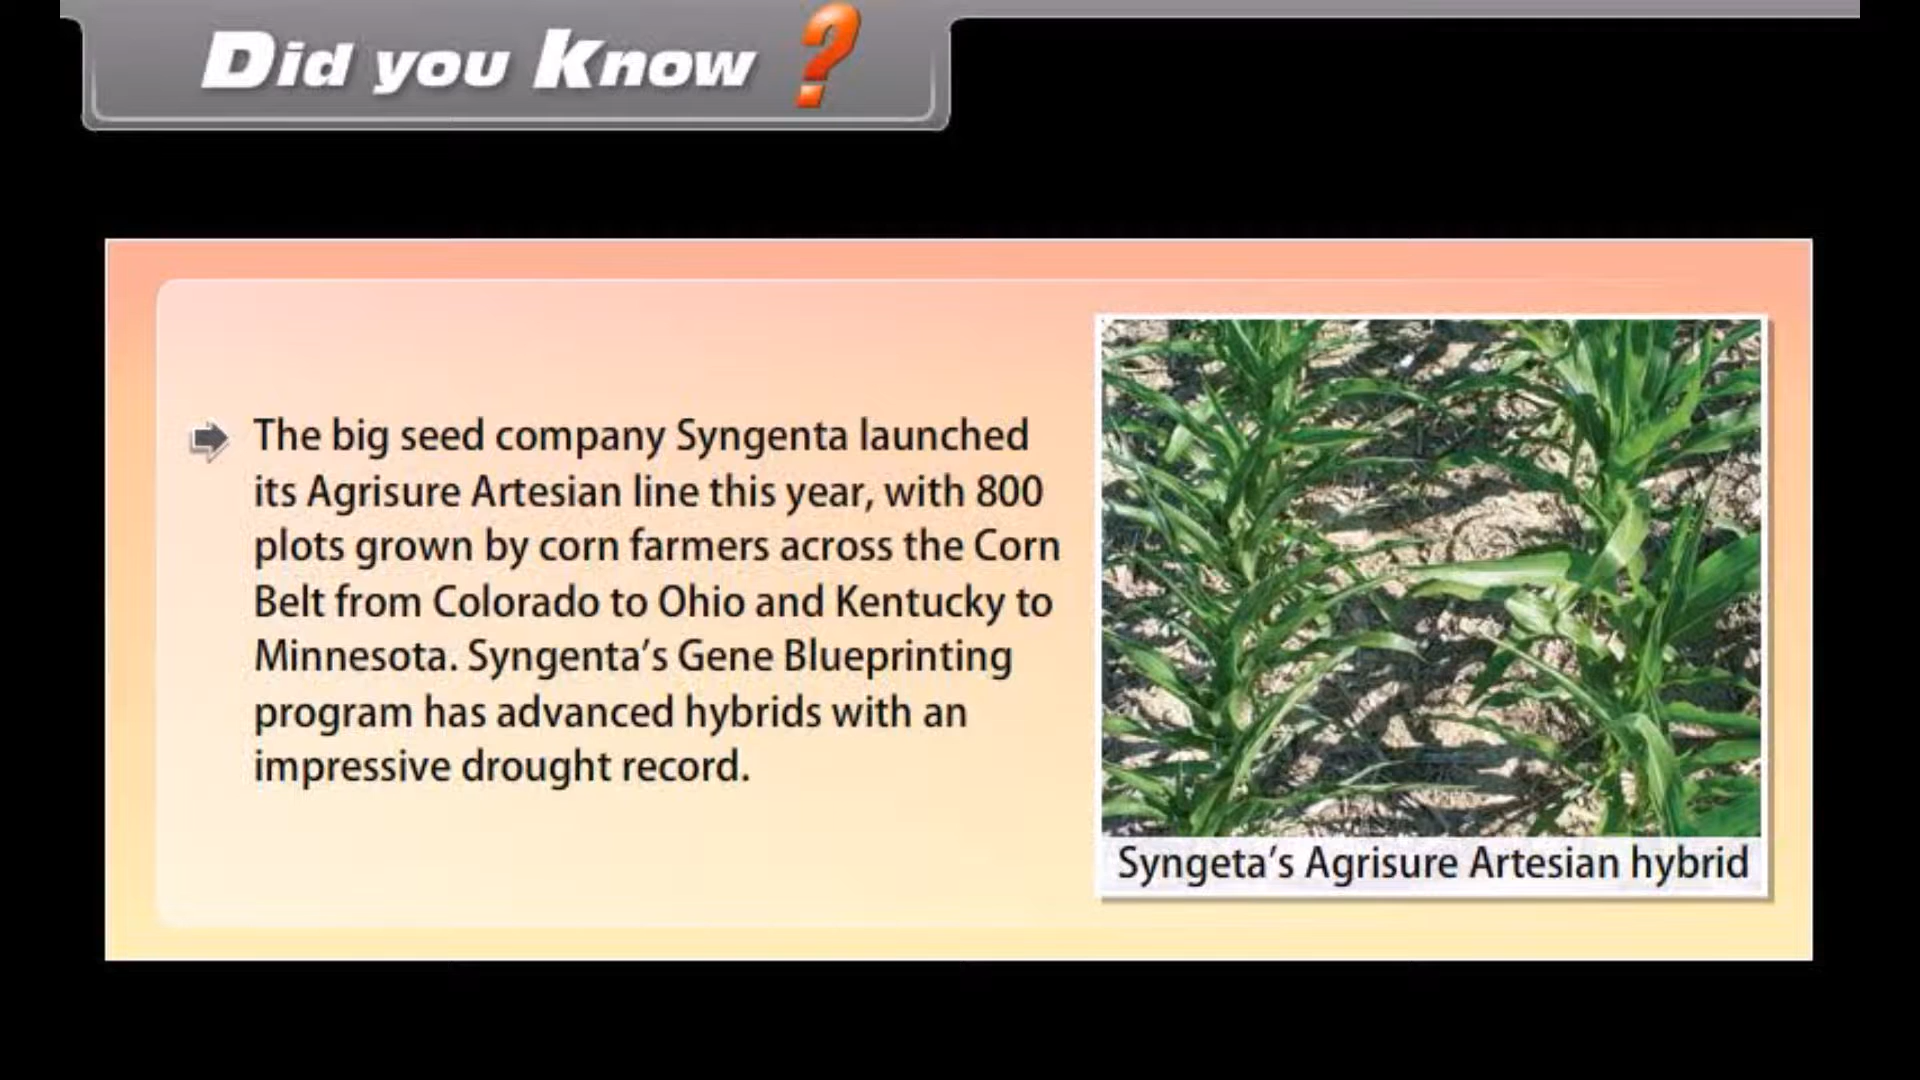 Did you Know ?
The big seed company Syngenta launched
its Agrisure Artesian line this year, with 800
plots grown by corn farmers across the Corn
Belt from Colorado to Ohio and Kentucky to
Minnesota. Syngenta’s Gene Blueprinting
program has advanced hybrids with an
impressive drought record.
Syngeta’s Agrisure Artesian hybrid